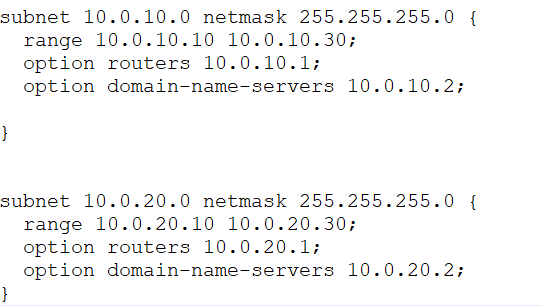 subnet 10.0.10.0 netmask 255.255.255.0 {
  range 10.0.10.10 10.0.10.30;
  option routers 10.0.10.1;
  option domain-name-servers 10.0.10.2;
}
subnet 10.0.20.0 netmask 255.255.255.0 {
  range 10.0.20.10 10.0.20.30;
  option routers 10.0.20.1;
  option domain-name-servers 10.0.20.2;
}